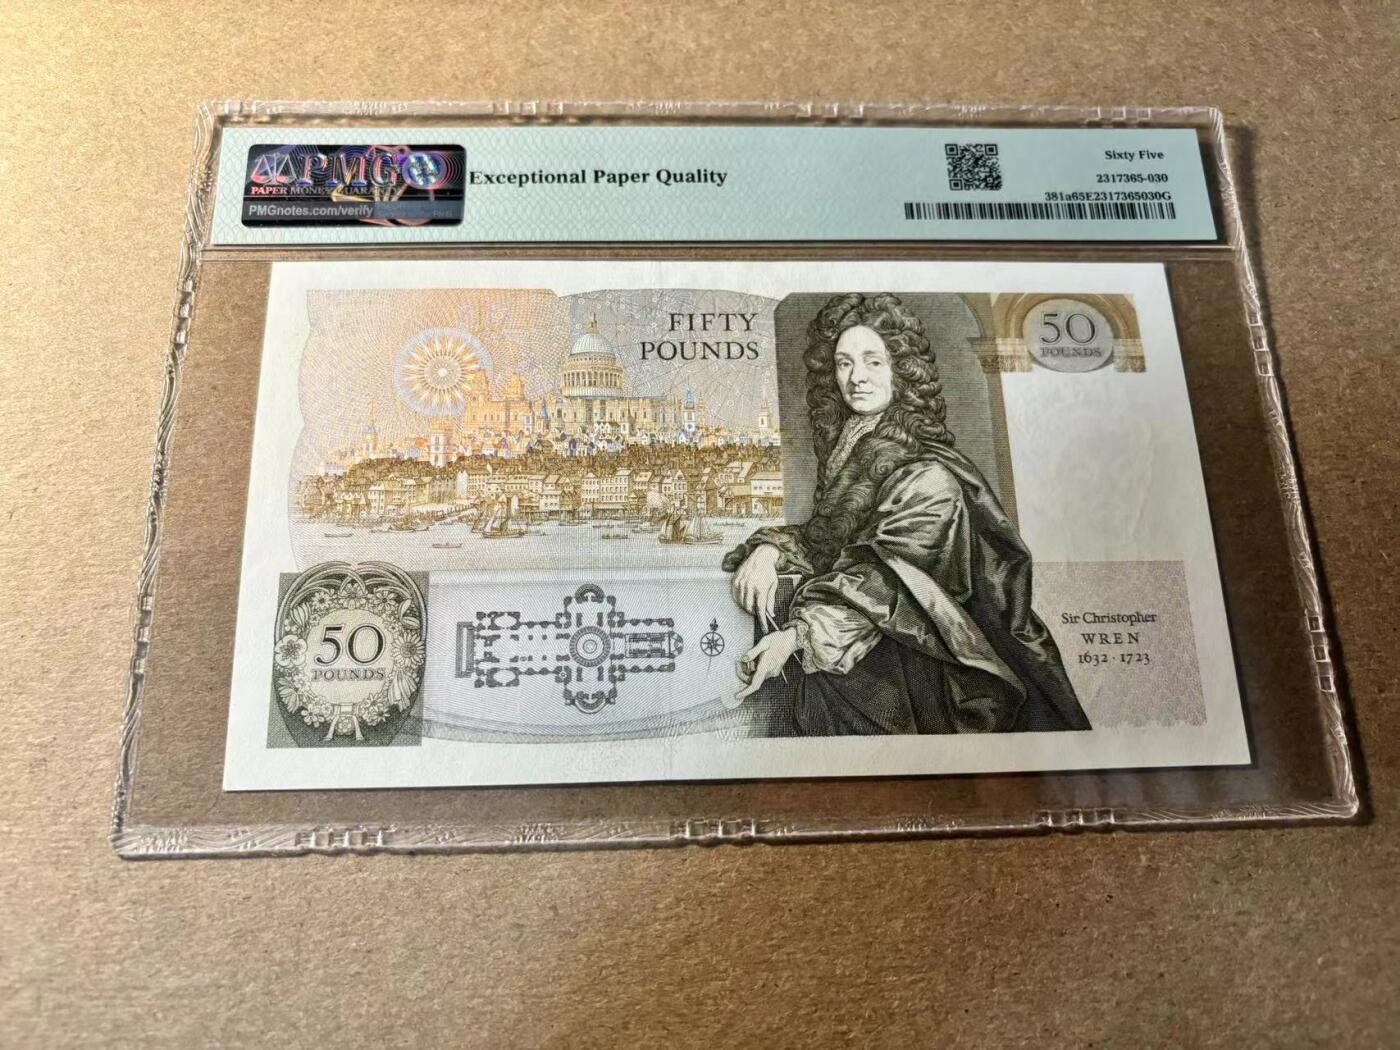 PMG
PAPER MONEY GUARANTY
PMGnotes.com/verify
Exceptional Paper Quality
Sixty Five
2317365-030
381a65E2317365030G
FIFTY
POUNDS
50
POUNDS
50
POUNDS
Sir Christopher
WREN
1632 · 1723